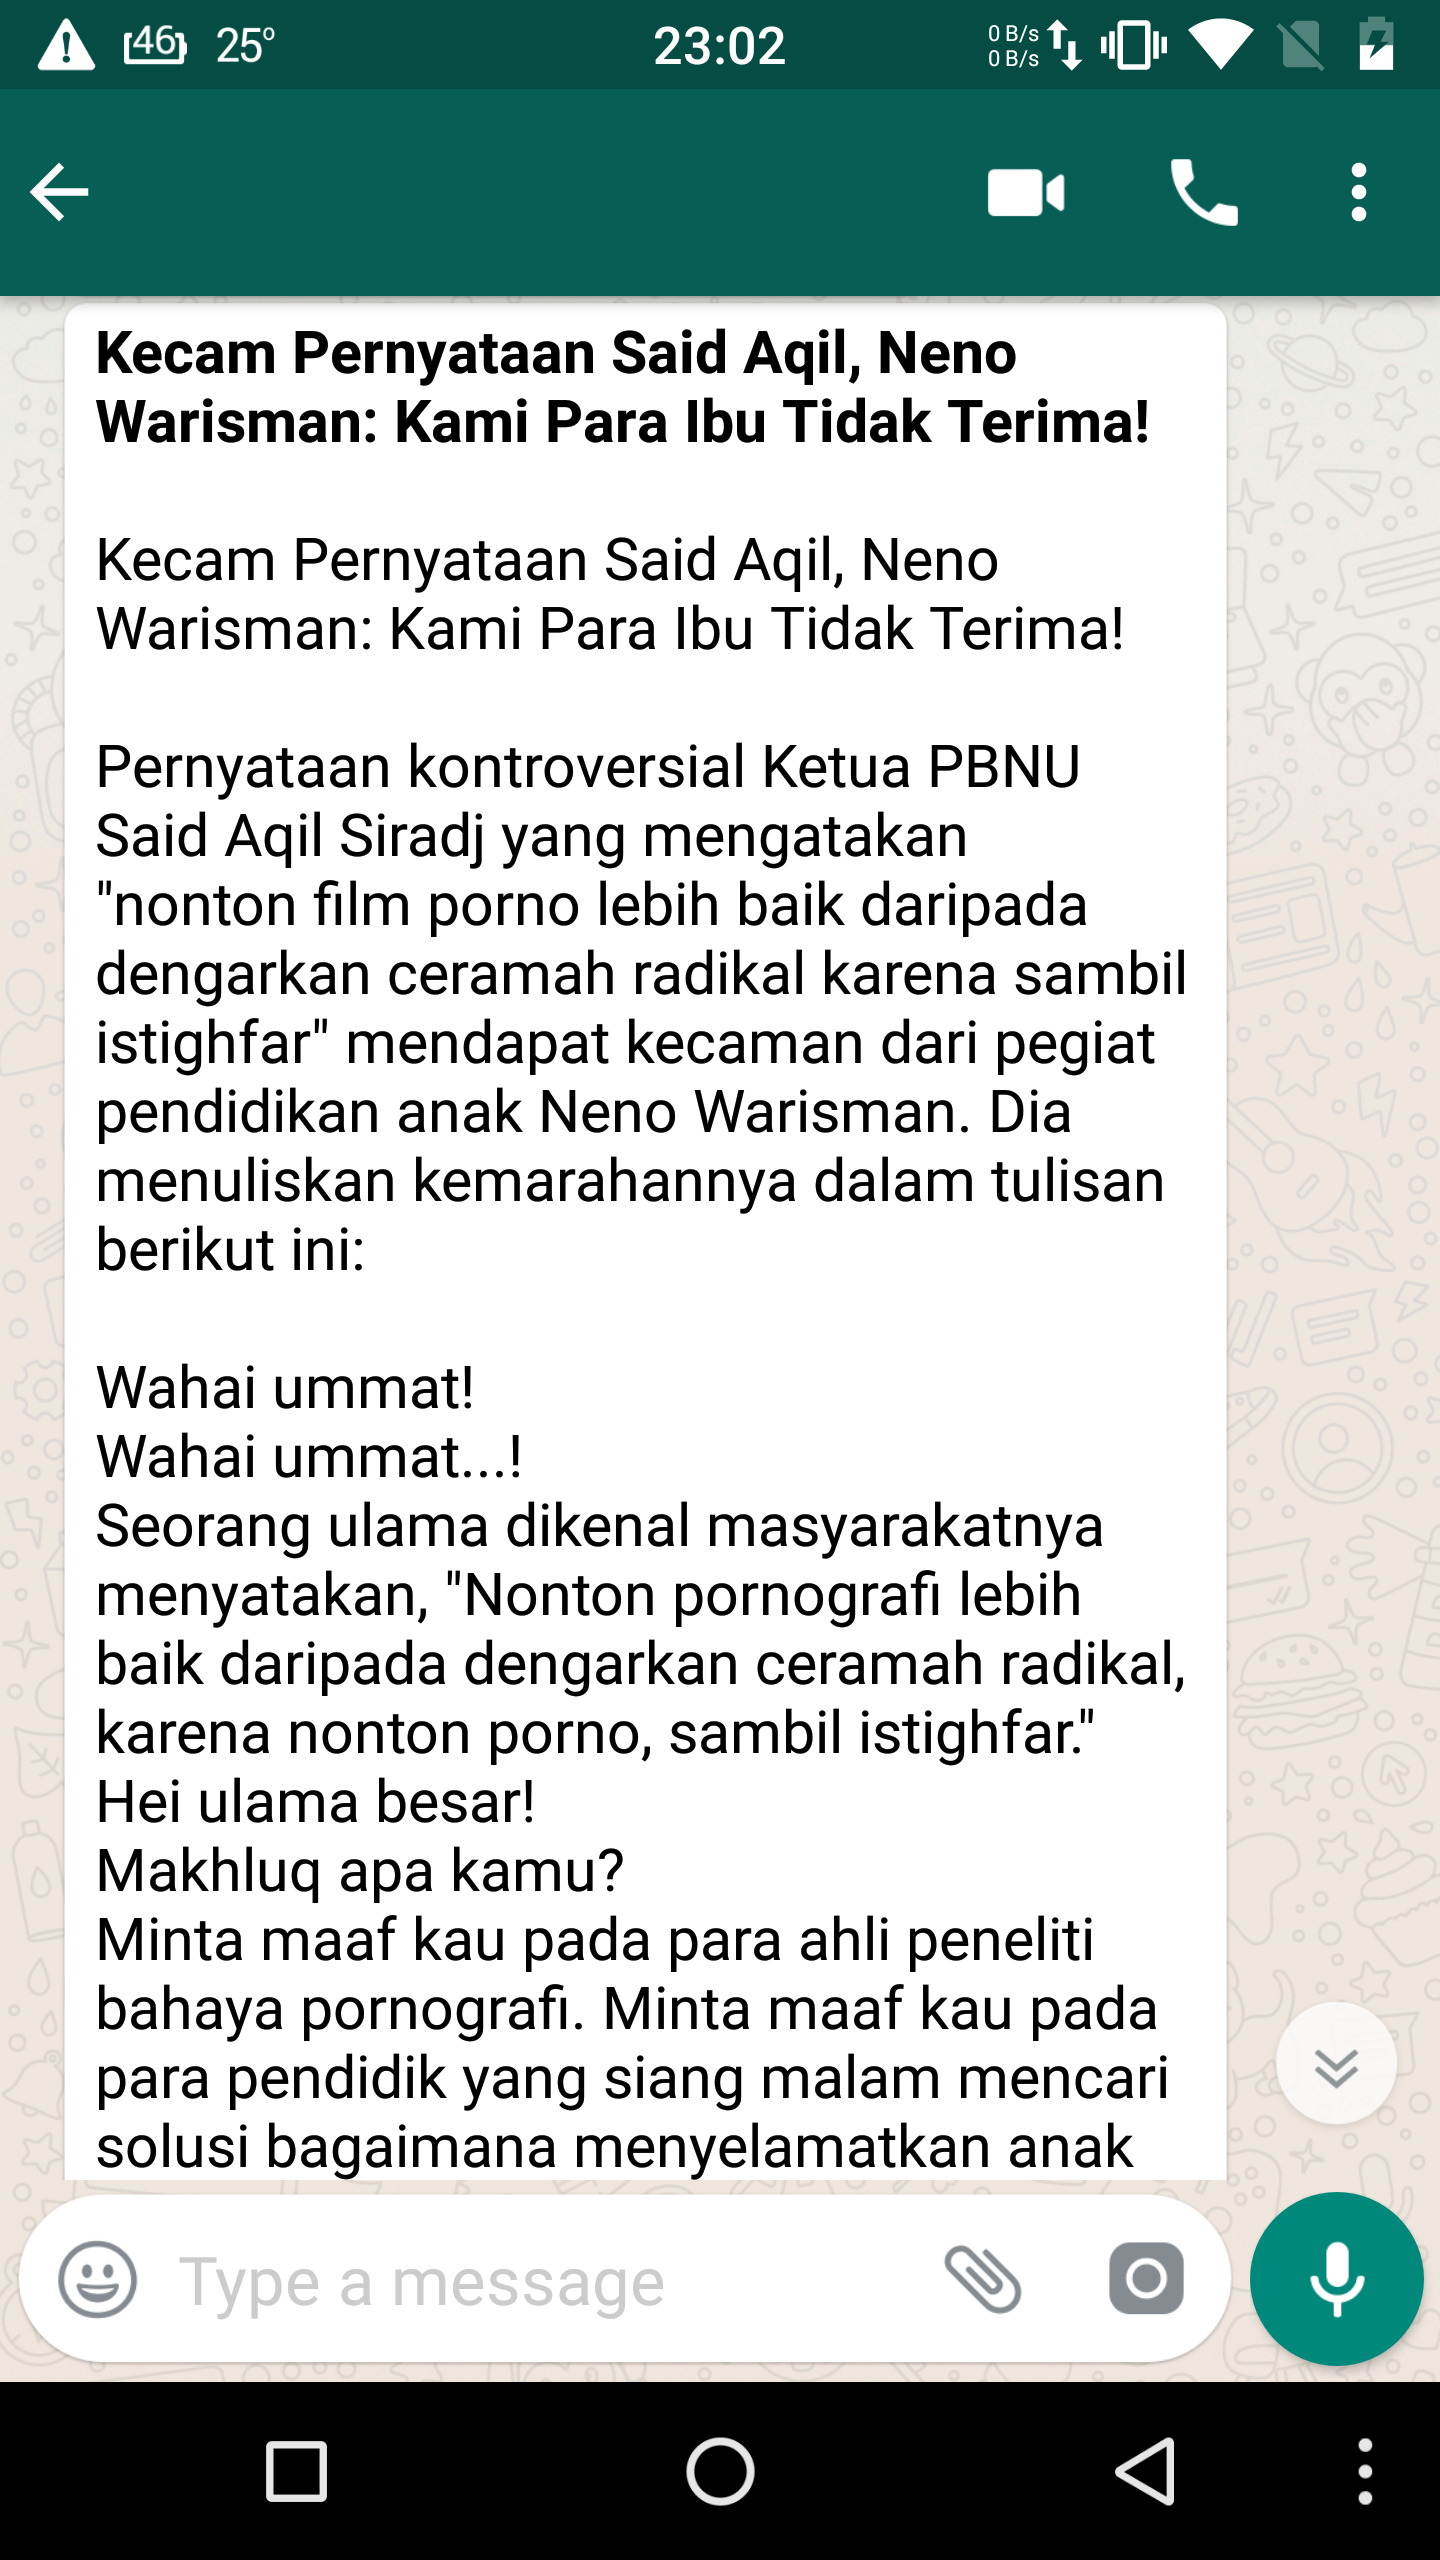 46 25° 23:02 0 B/s
0 B/s
Kecam Pernyataan Said Aqil, Neno
Warisman: Kami Para Ibu Tidak Terima!
Kecam Pernyataan Said Aqil, Neno
Warisman: Kami Para Ibu Tidak Terima!
Pernyataan kontroversial Ketua PBNU
Said Aqil Siradj yang mengatakan
"nonton film porno lebih baik daripada
dengarkan ceramah radikal karena sambil
istighfar" mendapat kecaman dari pegiat
pendidikan anak Neno Warisman. Dia
menuliskan kemarahannya dalam tulisan
berikut ini:
Wahai ummat!
Wahai ummat...!
Seorang ulama dikenal masyarakatnya
menyatakan, "Nonton pornografi lebih
baik daripada dengarkan ceramah radikal,
karena nonton porno, sambil istighfar."
Hei ulama besar!
Makhluq apa kamu?
Minta maaf kau pada para ahli peneliti
bahaya pornografi. Minta maaf kau pada
para pendidik yang siang malam mencari
solusi bagaimana menyelamatkan anak
Type a message